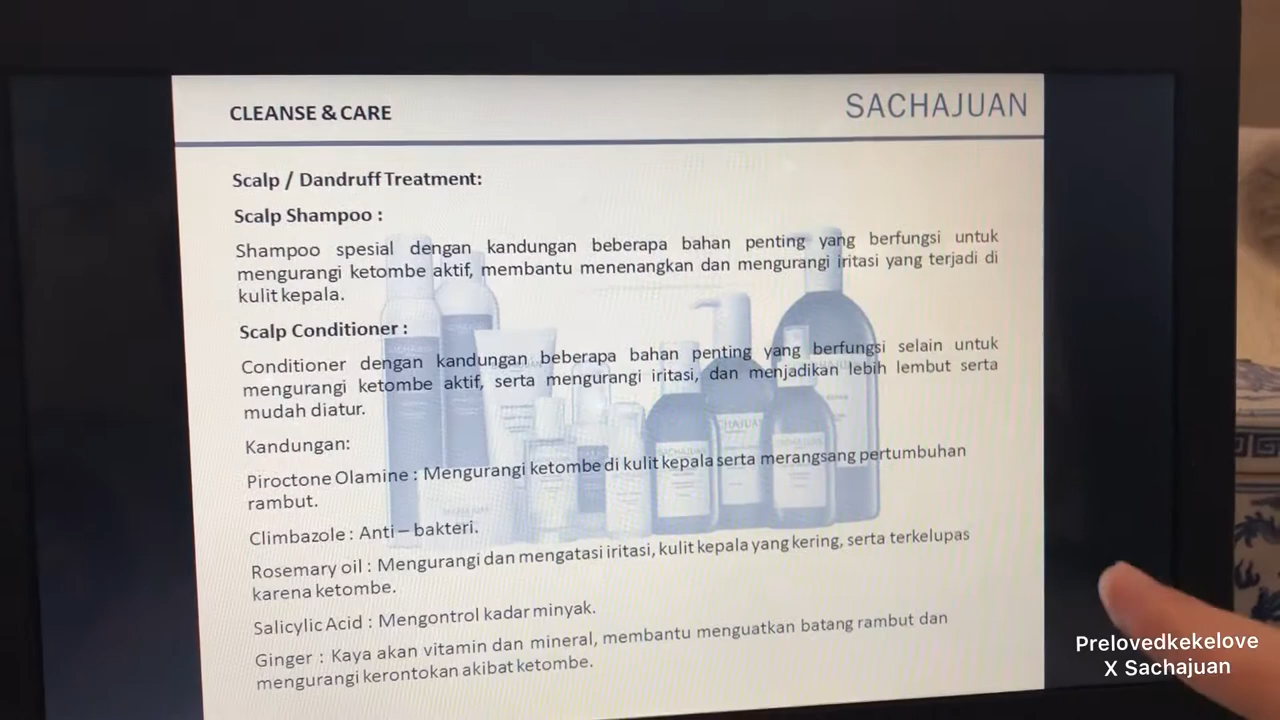 CLEANSE & CARE
SACHAJUAN
Scalp / Dandruff Treatment:
Scalp Shampoo :
Shampoo spesial dengan kandungan beberapa bahan penting yang berfungsi untuk
mengurangi ketombe aktif, membantu menenangkan dan mengurangi iritasi yang terjadi di
kulit kepala.
Scalp Conditioner :
Conditioner dengan kandungan beberapa bahan penting yang berfungsi selain untuk
mengurangi ketombe aktif, serta mengurangi iritasi, dan menjadikan lebih lembut serta
mudah diatur.
Kandungan:
Piroctone Olamine : Mengurangi ketombe di kulit kepala serta merangsang pertumbuhan
rambut.
Climbazole : Anti – bakteri.
Rosemary oil : Mengurangi dan mengatasi iritasi, kulit kepala yang kering, serta terkelupas
karena ketombe.
Salicylic Acid : Mengontrol kadar minyak.
Ginger : Kaya akan vitamin dan mineral, membantu menguatkan batang rambut dan
mengurangi kerontokan akibat ketombe.
Prelovedkekelove
X Sachajuan